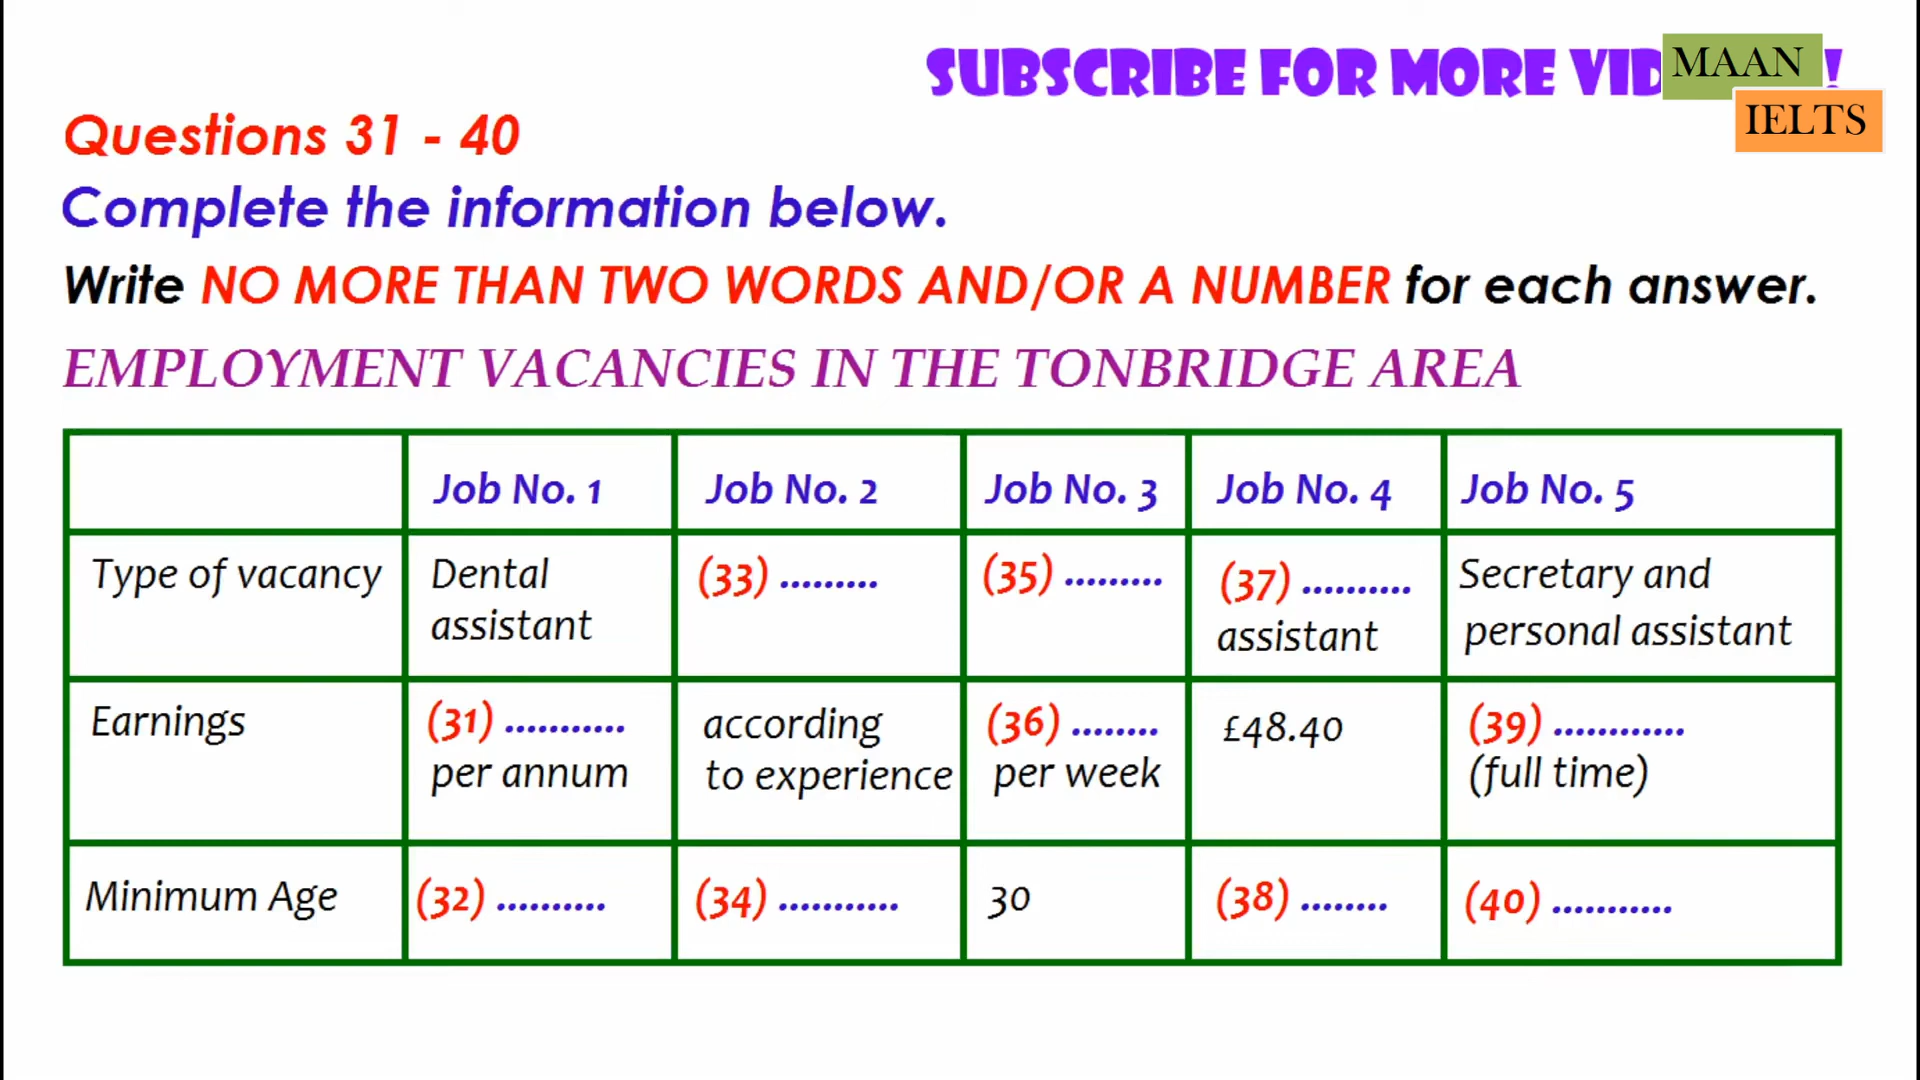 SUBSCRIBE FOR MORE VID !
MAAN
IELTS
Questions 31 - 40
Complete the information below.
Write NO MORE THAN TWO WORDS AND/OR A NUMBER for each answer.
EMPLOYMENT VACANCIES IN THE TONBRIDGE AREA
Job No. 1 Job No. 2 Job No. 3 Job No. 4 Job No. 5
Type of vacancy Dental (33) ......... (35) ......... (37) .......... Secretary and
assistant assistant personal assistant
Earnings (31) ........... according (36) ........ £48.40 (39) ............
per annum to experience per week (full time)
Minimum Age (32) .......... (34) ........... 30 (38) ........ (40) ...........